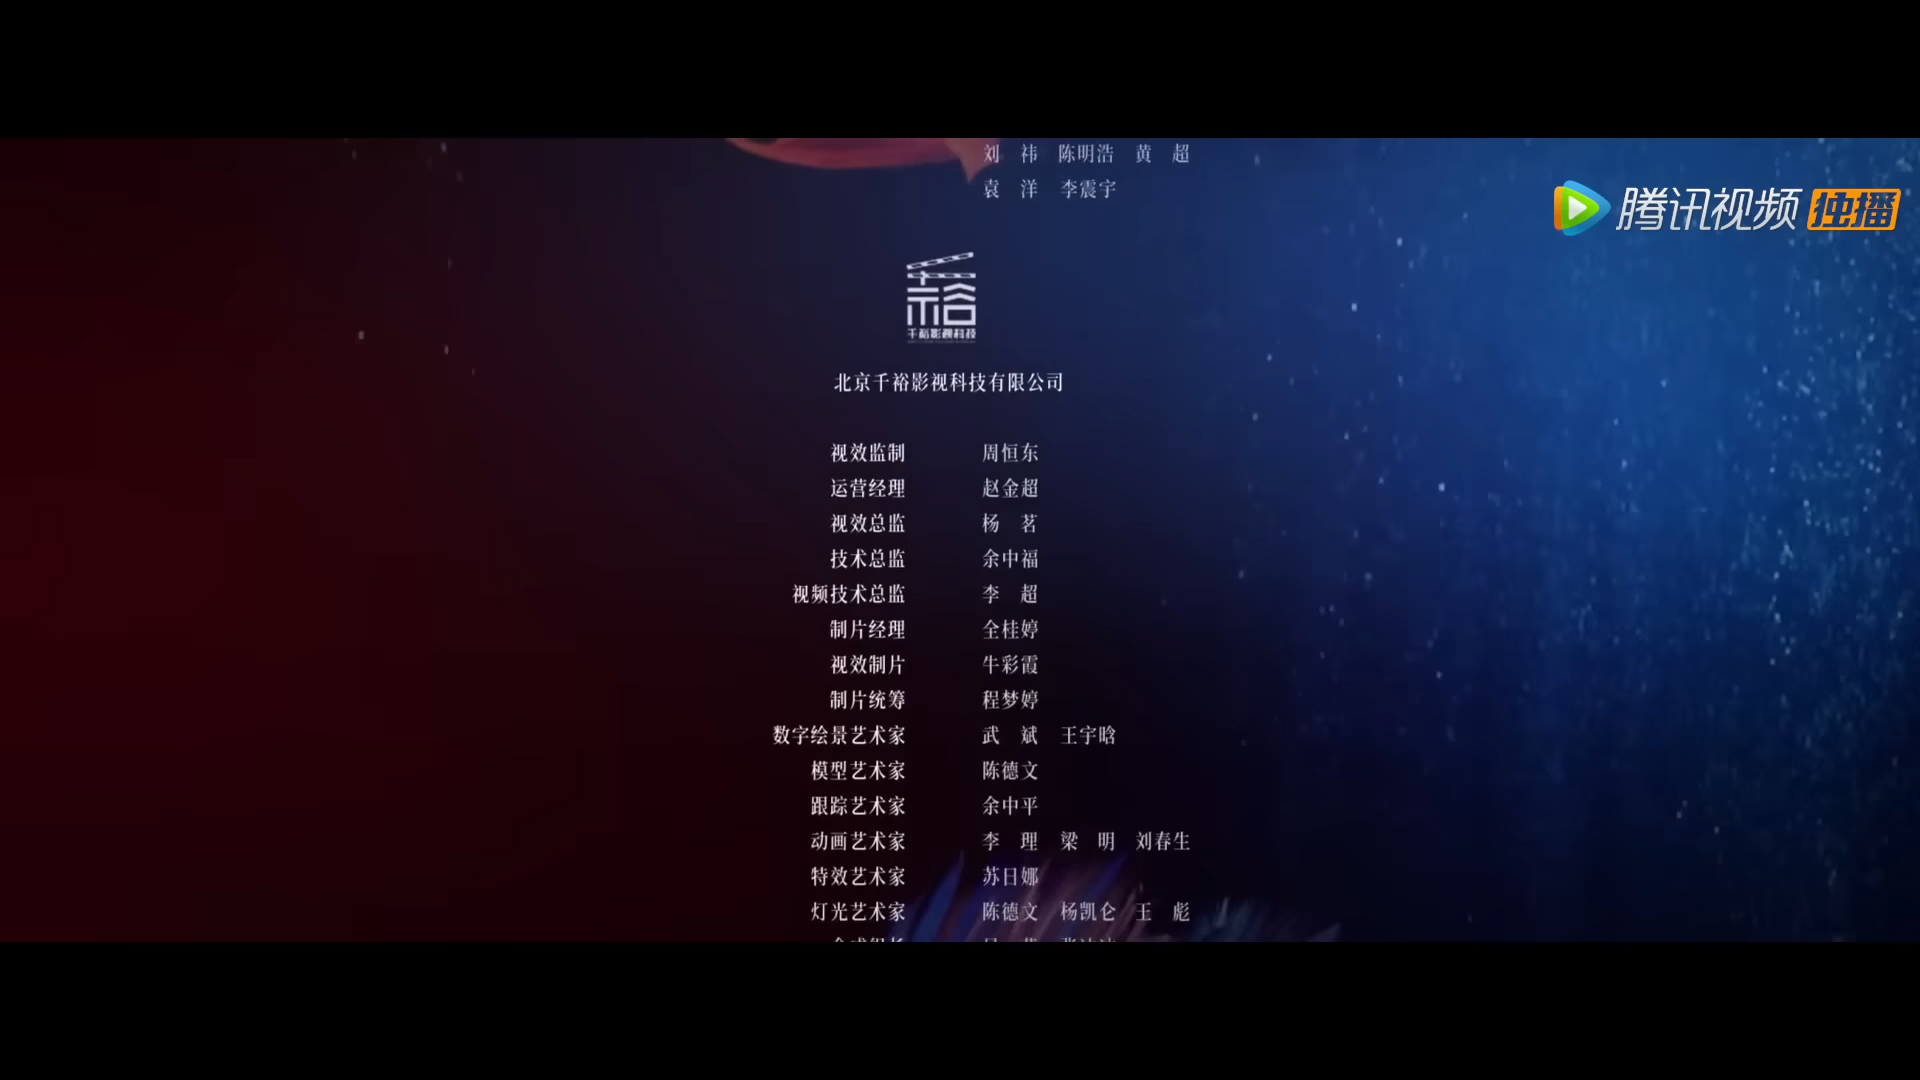 刘　祎　陈明浩　黄　超
袁　洋　李震宇
腾讯视频 独播
千裕影视科技
北京千裕影视科技有限公司
视效监制　周恒东
运营经理　赵金超
视效总监　杨　茗
技术总监　余中福
视频技术总监　李　超
制片经理　全桂婷
视效制片　牛彩霞
制片统筹　程梦婷
数字绘景艺术家　武　斌　王宇晗
模型艺术家　陈德文
跟踪艺术家　余中平
动画艺术家　李　理　梁　明　刘春生
特效艺术家　苏日娜
灯光艺术家　陈德文　杨凯仑　王　彪